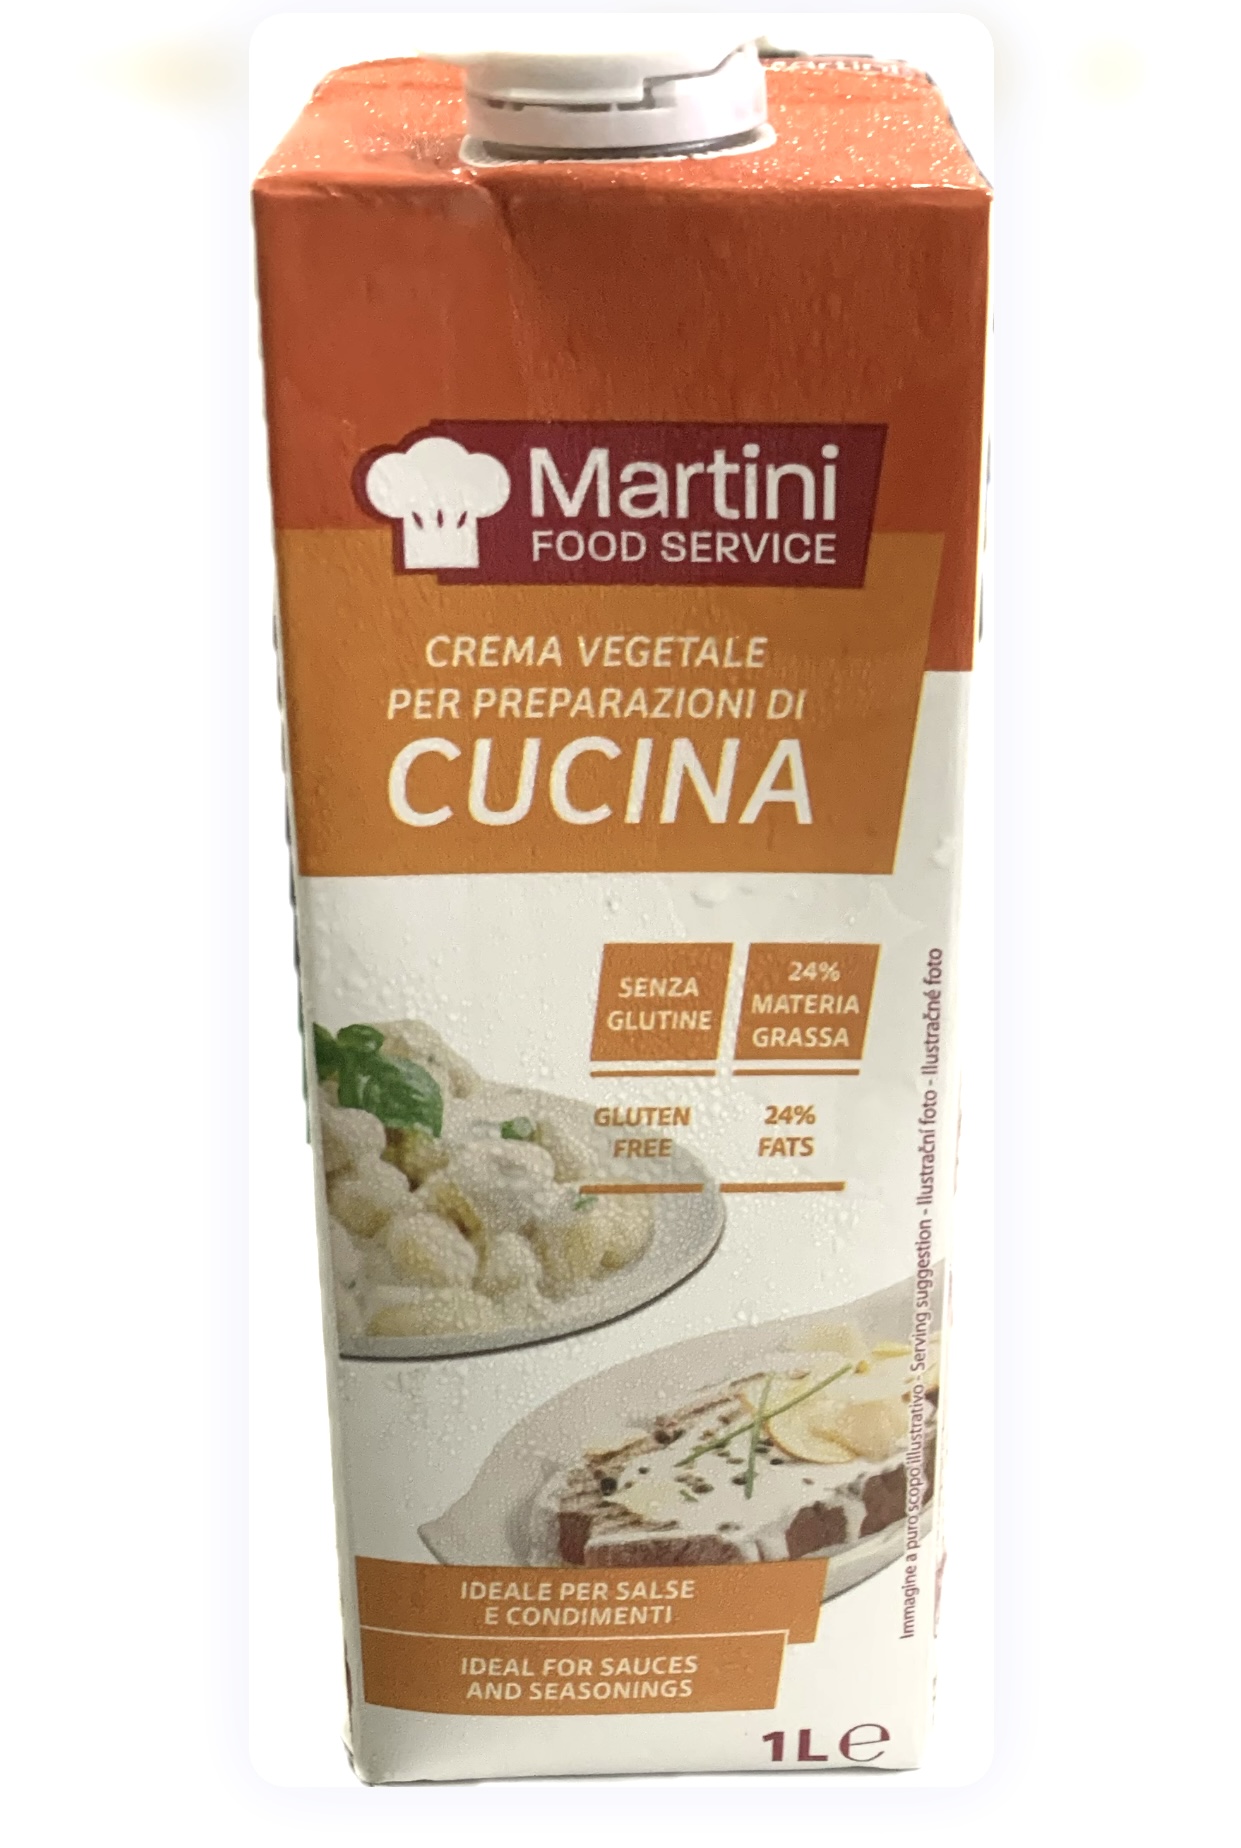 Martini
FOOD SERVICE
CREMA VEGETALE
PER PREPARAZIONI DI
CUCINA
SENZA
GLUTINE
24%
MATERIA
GRASSA
GLUTEN
FREE
24%
FATS
Immagine a puro scopo illustrativo - Serving suggestion - Ilustrační foto - Ilustračné foto
IDEALE PER SALSE
E CONDIMENTI
IDEAL FOR SAUCES
AND SEASONINGS
1L e